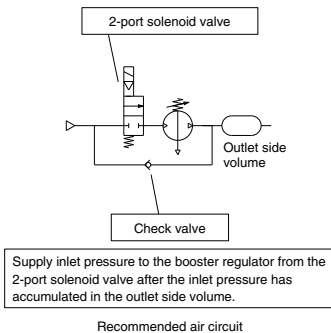 2-port solenoid valve
Outlet side
volume
Check valve
Supply inlet pressure to the booster regulator from the
2-port solenoid valve after the inlet pressure has
accumulated in the outlet side volume.
Recommended air circuit